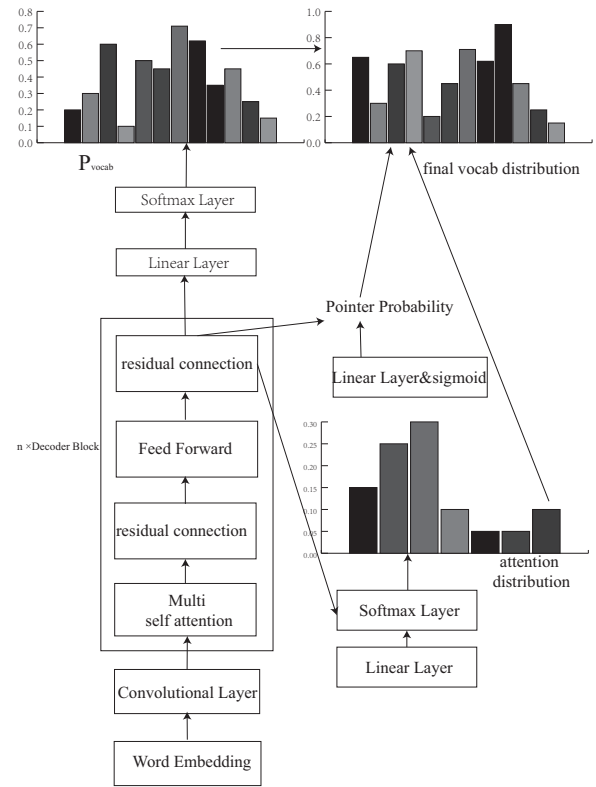 0.8
0.7
0.6
0.5
0.4
0.3
0.2
0.1
0.0
P vocab
1.0
0.8
0.6
0.4
0.2
0.0
final vocab distribution
Softmax Layer
Linear Layer
Pointer Probability
Linear Layer&sigmoid
n ×Decoder Block
residual connection
Feed Forward
residual connection
Multi
self attention
Convolutional Layer
Word Embedding
0.30
0.25
0.20
0.15
0.10
0.05
0.00
attention
distribution
Softmax Layer
Linear Layer